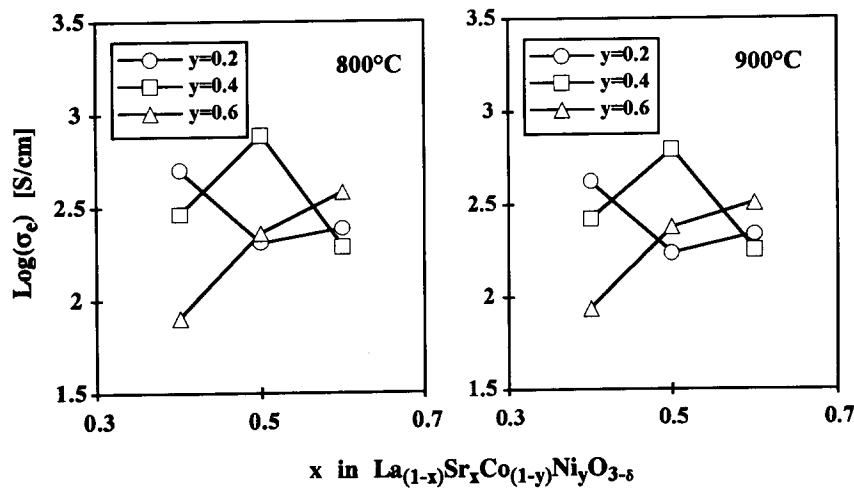 3.5
3
2.5
2
1.5
Log(σe) [S/cm]
y=0.2
y=0.4
y=0.6
800°C
0.3
0.5
0.7
3.5
3
2.5
2
1.5
y=0.2
y=0.4
y=0.6
900°C
0.3
0.5
0.7
x in La(1-x)SrxCo(1-y)NiyO3-δ